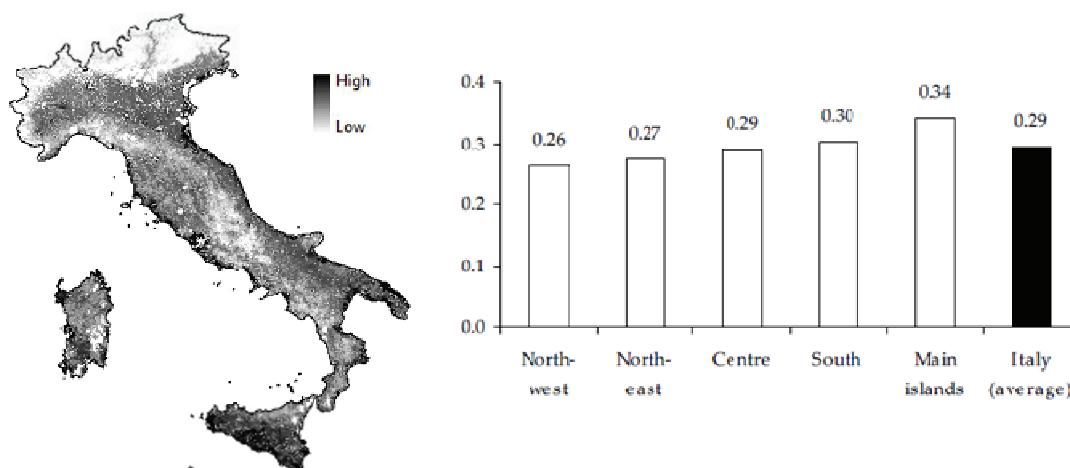 High
Low
0.4
0.3
0.2
0.1
0.0
0.26
0.27
0.29
0.30
0.34
0.29
North-
west
North-
east
Centre
South
Main
islands
Italy
(average)